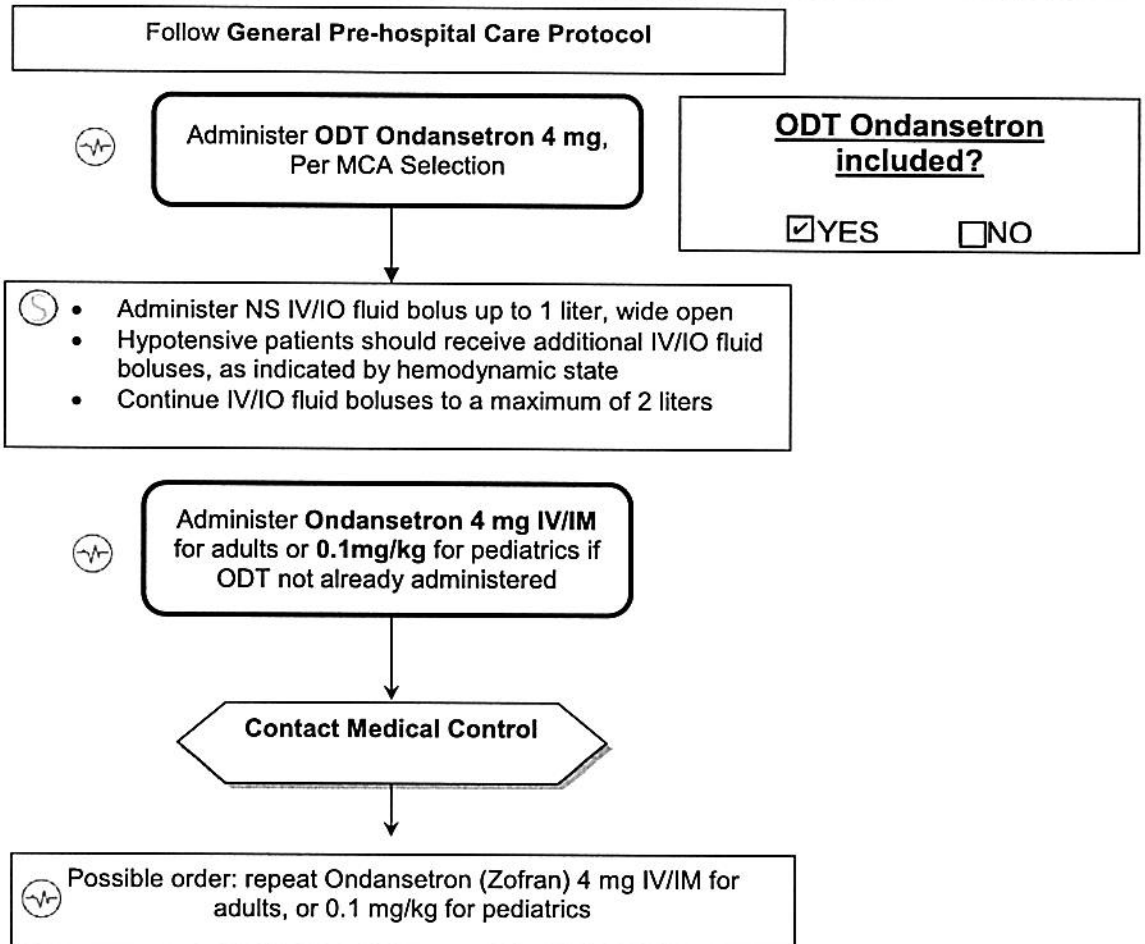 Follow General Pre-hospital Care Protocol
Administer ODT Ondansetron 4 mg,
Per MCA Selection
ODT Ondansetron
included?
☑YES ☐NO
S
• Administer NS IV/IO fluid bolus up to 1 liter, wide open
• Hypotensive patients should receive additional IV/IO fluid
boluses, as indicated by hemodynamic state
• Continue IV/IO fluid boluses to a maximum of 2 liters
Administer Ondansetron 4 mg IV/IM
for adults or 0.1mg/kg for pediatrics if
ODT not already administered
Contact Medical Control
Possible order: repeat Ondansetron (Zofran) 4 mg IV/IM for
adults, or 0.1 mg/kg for pediatrics